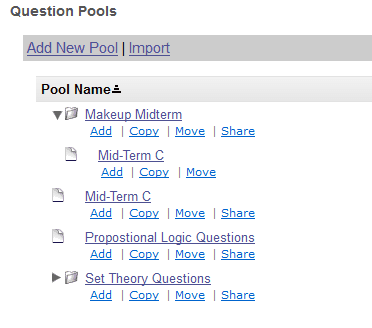 Question Pools
Add New Pool | Import
Pool Name
Makeup Midterm
Add | Copy | Move | Share
Mid-Term C
Add | Copy | Move
Mid-Term C
Add | Copy | Move | Share
Propostional Logic Questions
Add | Copy | Move | Share
Set Theory Questions
Add | Copy | Move | Share